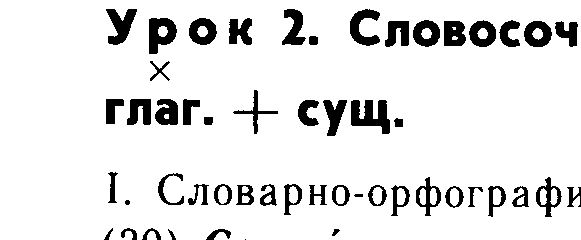 Урок 2. Словосоч
×
глаг. + сущ.
I. Словарно-орфографи